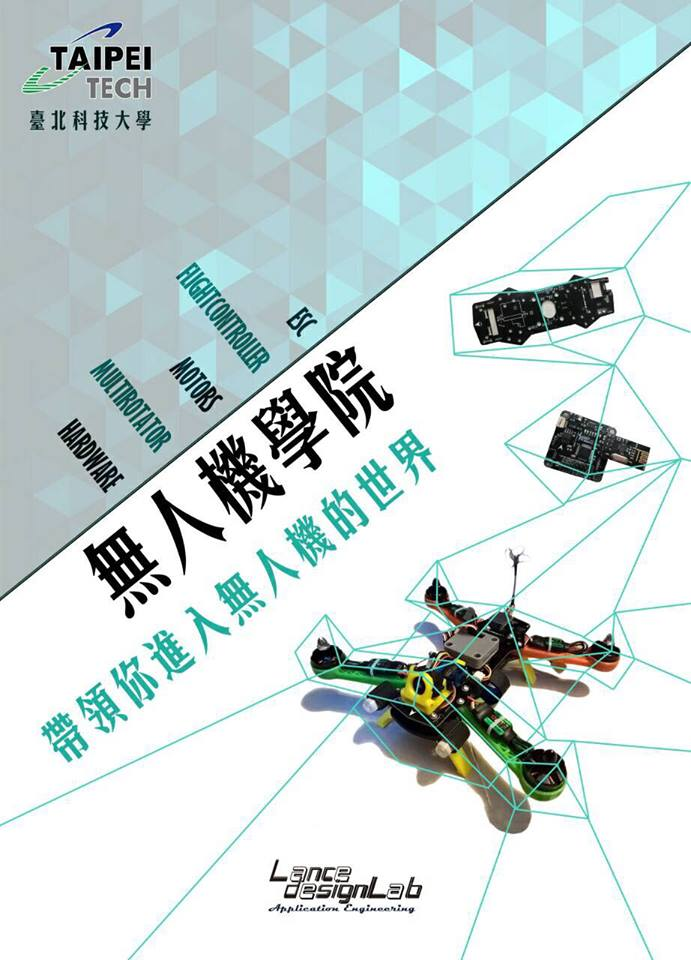 TAIPEI
TECH
臺北科技大學
HARDWARE
MULTIROTATOR
MOTORS
FLIGHTCONTROLER
ESC
無人機學院
帶領你進入無人機的世界
Lance
designLab
Application Engineering